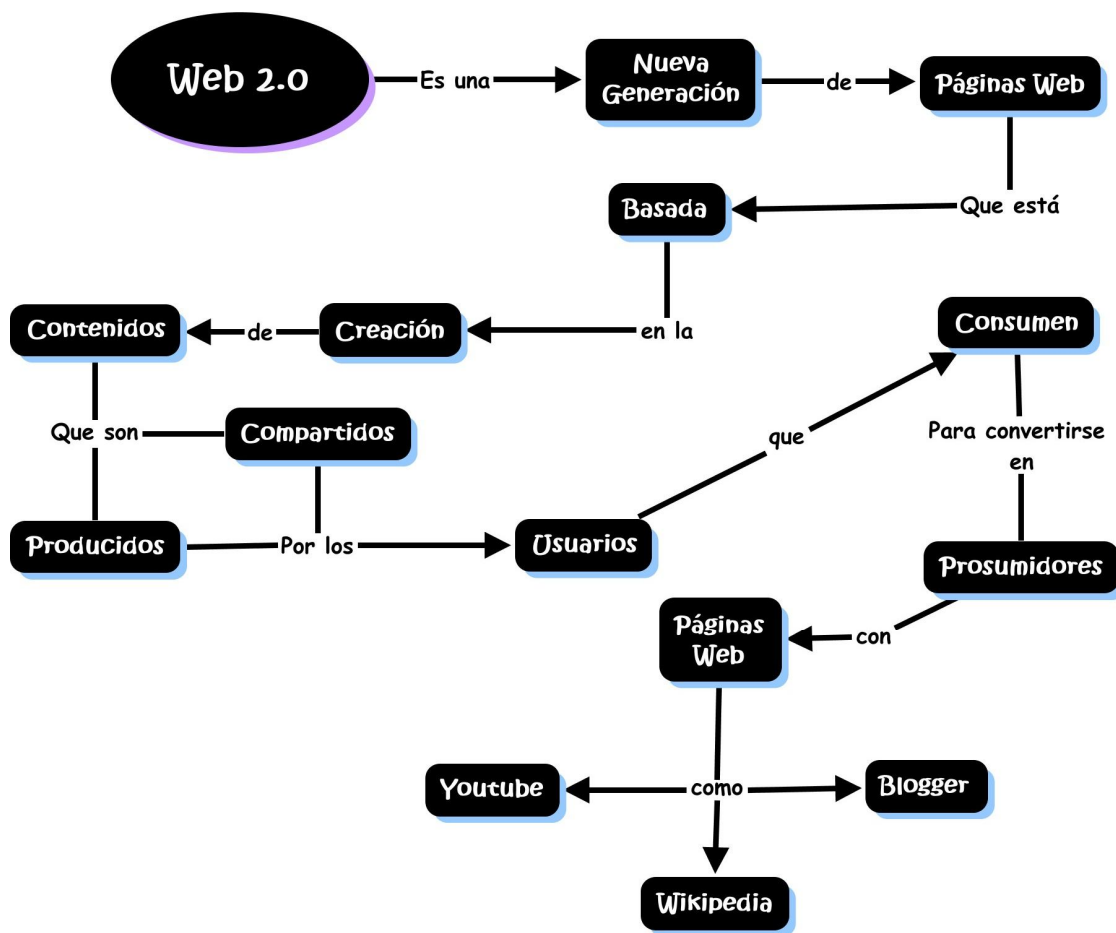 Web 2.0
Es una
Nueva
Generación
de
Páginas Web
Que está
Basada
en la
Creación
de
Contenidos
Que son
Compartidos
Producidos
Por los
Usuarios
que
Consumen
Para convertirse
en
Prosumidores
con
Páginas
Web
como
Youtube
Blogger
Wikipedia